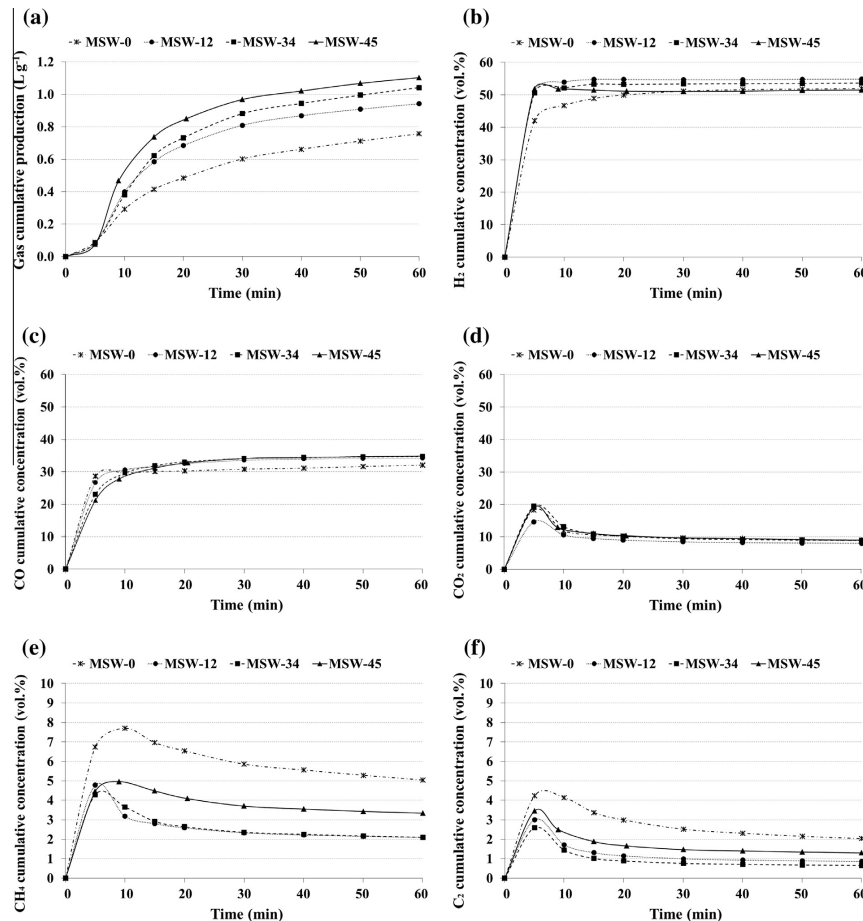 (a)
MSW-0 MSW-12 MSW-34 MSW-45
Gas cumulative production (L g⁻¹)
1.2
1.0
0.8
0.6
0.4
0.2
0.0
0 10 20 30 40 50 60
Time (min)
(b)
MSW-0 MSW-12 MSW-34 MSW-45
H₂ cumulative concentration (vol.%)
60
50
40
30
20
10
0
0 10 20 30 40 50 60
Time (min)
(c)
MSW-0 MSW-12 MSW-34 MSW-45
CO cumulative concentration (vol.%)
60
50
40
30
20
10
0
0 10 20 30 40 50 60
Time (min)
(d)
MSW-0 MSW-12 MSW-34 MSW-45
CO₂ cumulative concentration (vol.%)
60
50
40
30
20
10
0
0 10 20 30 40 50 60
Time (min)
(e)
MSW-0 MSW-12 MSW-34 MSW-45
CH₄ cumulative concentration (vol.%)
10
9
8
7
6
5
4
3
2
1
0
0 10 20 30 40 50 60
Time (min)
(f)
MSW-0 MSW-12 MSW-34 MSW-45
C₂ cumulative concentration (vol.%)
10
9
8
7
6
5
4
3
2
1
0
0 10 20 30 40 50 60
Time (min)